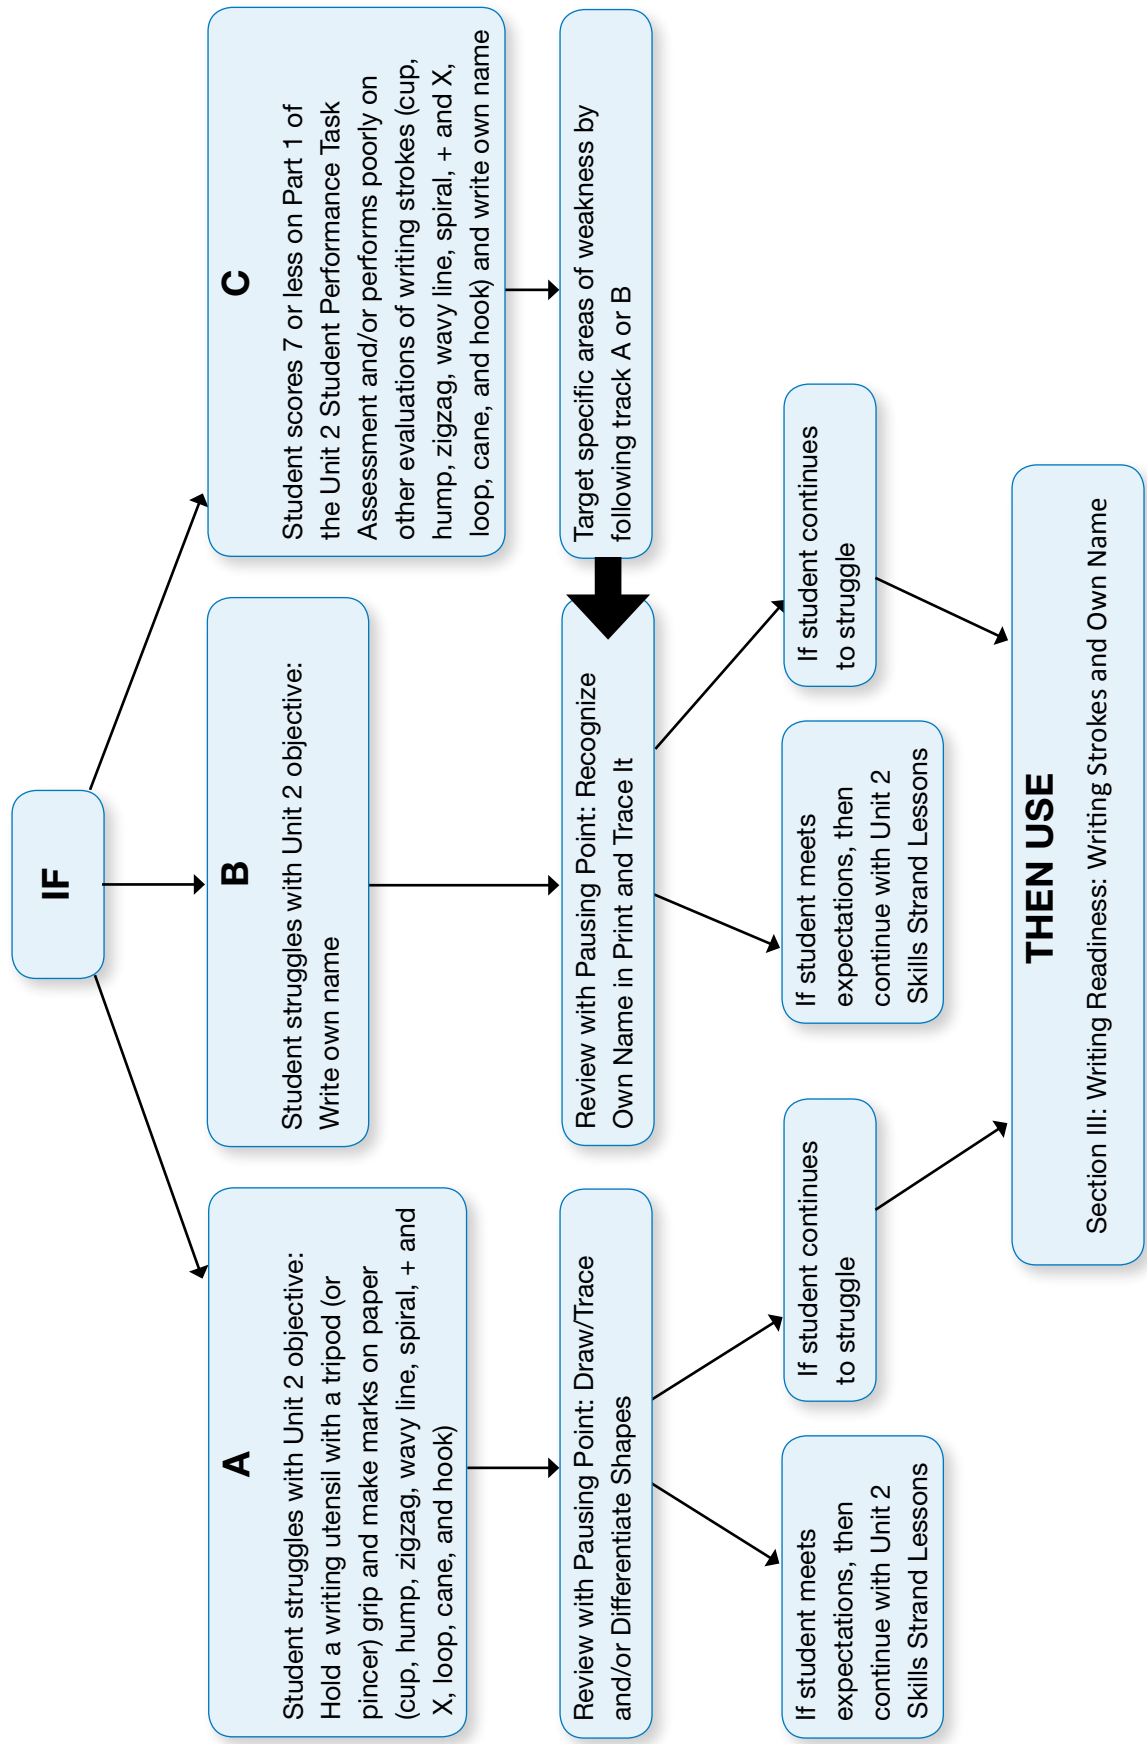 IF
A
Student struggles with Unit 2 objective:
Hold a writing utensil with a tripod (or
pincer) grip and make marks on paper
(cup, hump, zigzag, wavy line, spiral, + and
X, loop, cane, and hook)
B
Student struggles with Unit 2 objective:
Write own name
C
Student scores 7 or less on Part 1 of
the Unit 2 Student Performance Task
Assessment and/or performs poorly on
other evaluations of writing strokes (cup,
hump, zigzag, wavy line, spiral, + and X,
loop, cane, and hook) and write own name
Review with Pausing Point: Draw/Trace
and/or Differentiate Shapes
Review with Pausing Point: Recognize
Own Name in Print and Trace It
Target specific areas of weakness by
following track A or B
If student meets
expectations, then
continue with Unit 2
Skills Strand Lessons
If student continues
to struggle
If student meets
expectations, then
continue with Unit 2
Skills Strand Lessons
If student continues
to struggle
THEN USE
Section III: Writing Readiness: Writing Strokes and Own Name